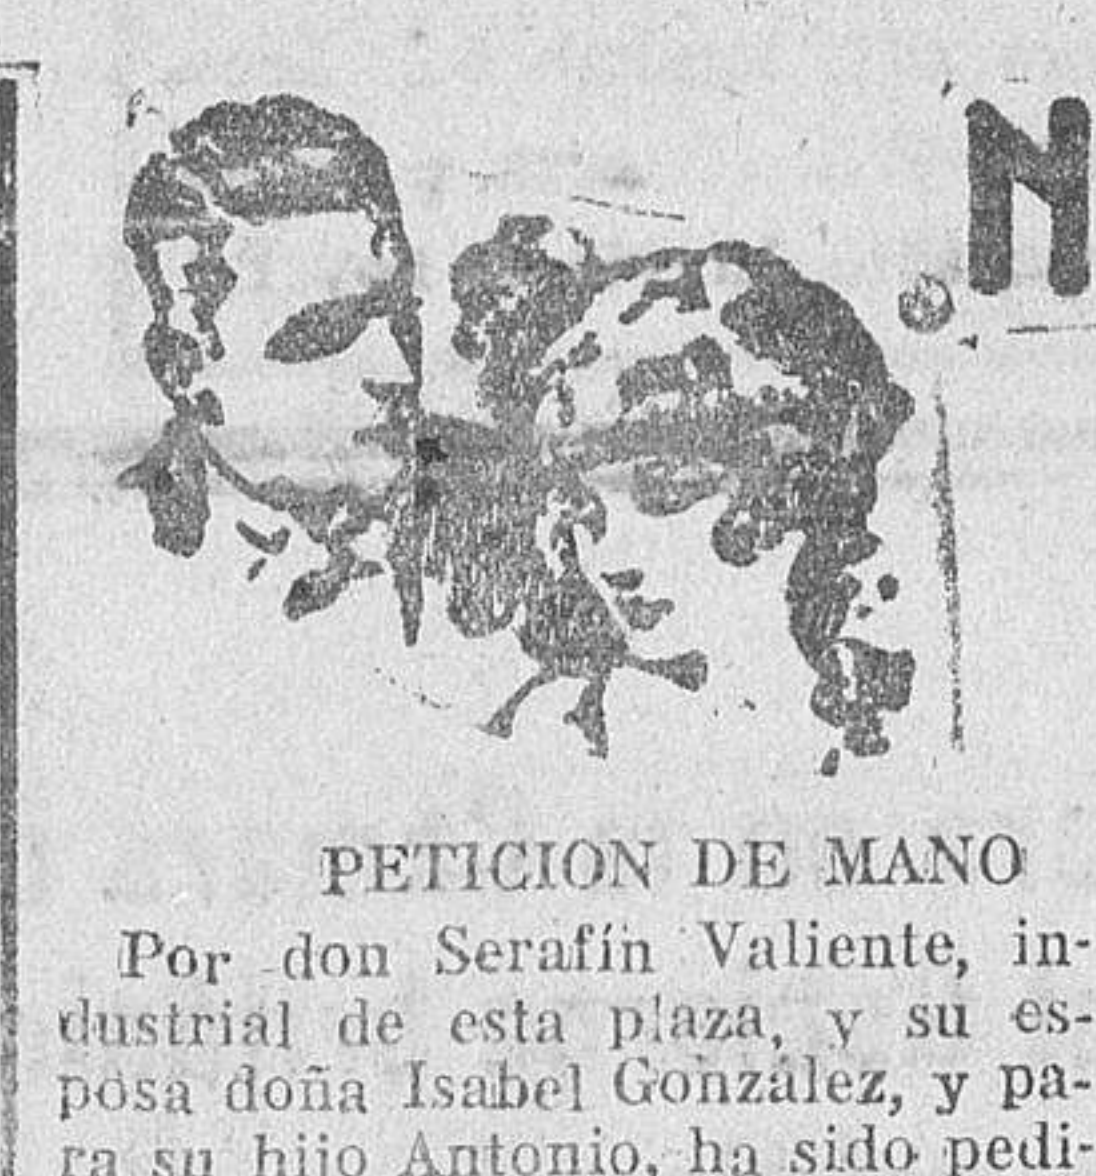 N
PETICION DE MANO
Por don Serafín Valiente, in-
dustrial de esta plaza, y su es-
posa doña Isabel González, y pa-
ra su hijo Antonio, ha sido pedi-